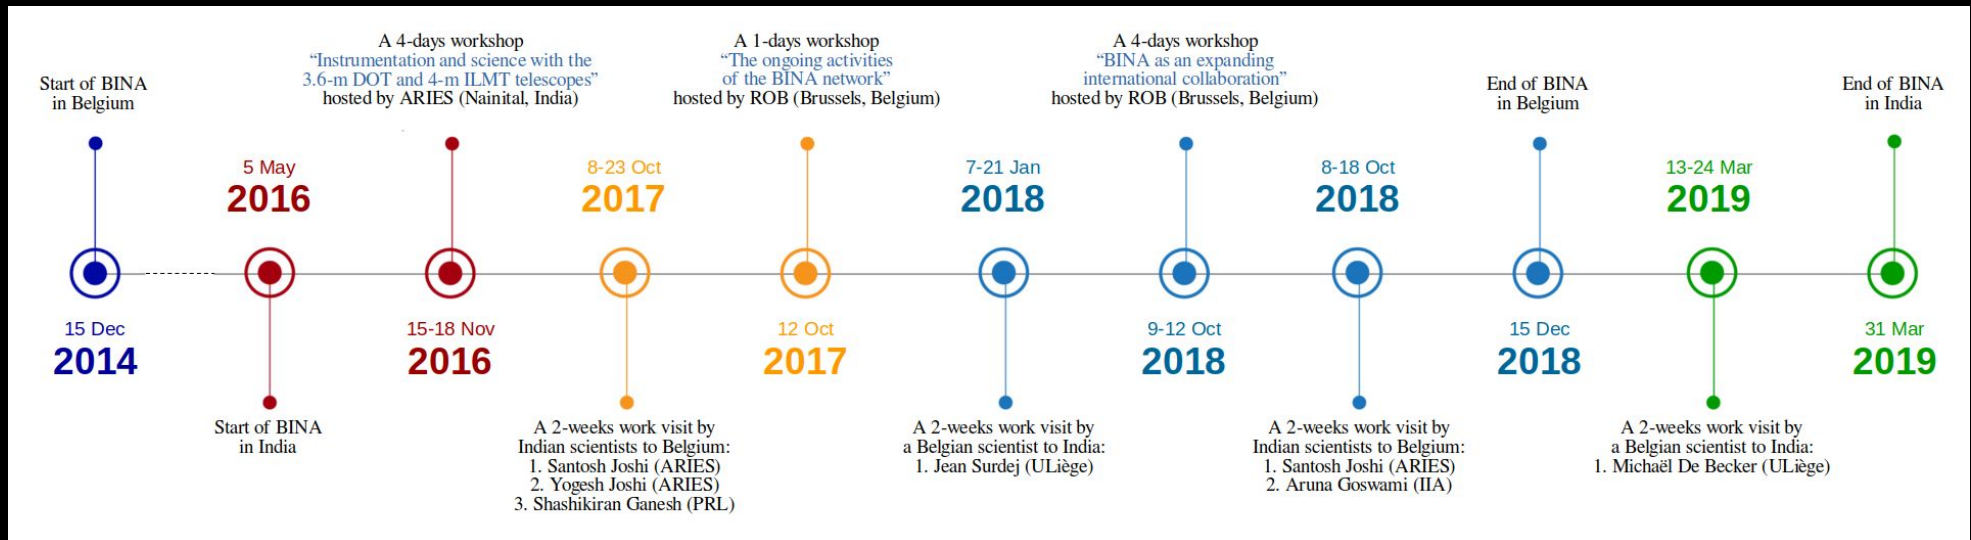 Start of BINA
in Belgium
15 Dec
2014
5 May
2016
Start of BINA
in India
A 4-days workshop
“Instrumentation and science with the
3.6-m DOT and 4-m ILMT telescopes”
hosted by ARIES (Nainital, India)
15-18 Nov
2016
8-23 Oct
2017
A 2-weeks work visit by
Indian scientists to Belgium:
1. Santosh Joshi (ARIES)
2. Yogesh Joshi (ARIES)
3. Shashikiran Ganesh (PRL)
A 1-days workshop
“The ongoing activities
of the BINA network”
hosted by ROB (Brussels, Belgium)
12 Oct
2017
7-21 Jan
2018
A 2-weeks work visit by
a Belgian scientist to India:
1. Jean Surdej (ULiège)
A 4-days workshop
“BINA as an expanding
international collaboration”
hosted by ROB (Brussels, Belgium)
9-12 Oct
2018
8-18 Oct
2018
A 2-weeks work visit by
Indian scientists to Belgium:
1. Santosh Joshi (ARIES)
2. Aruna Goswami (IIA)
End of BINA
in Belgium
15 Dec
2018
13-24 Mar
2019
A 2-weeks work visit by
a Belgian scientist to India:
1. Michaël De Becker (ULiège)
End of BINA
in India
31 Mar
2019